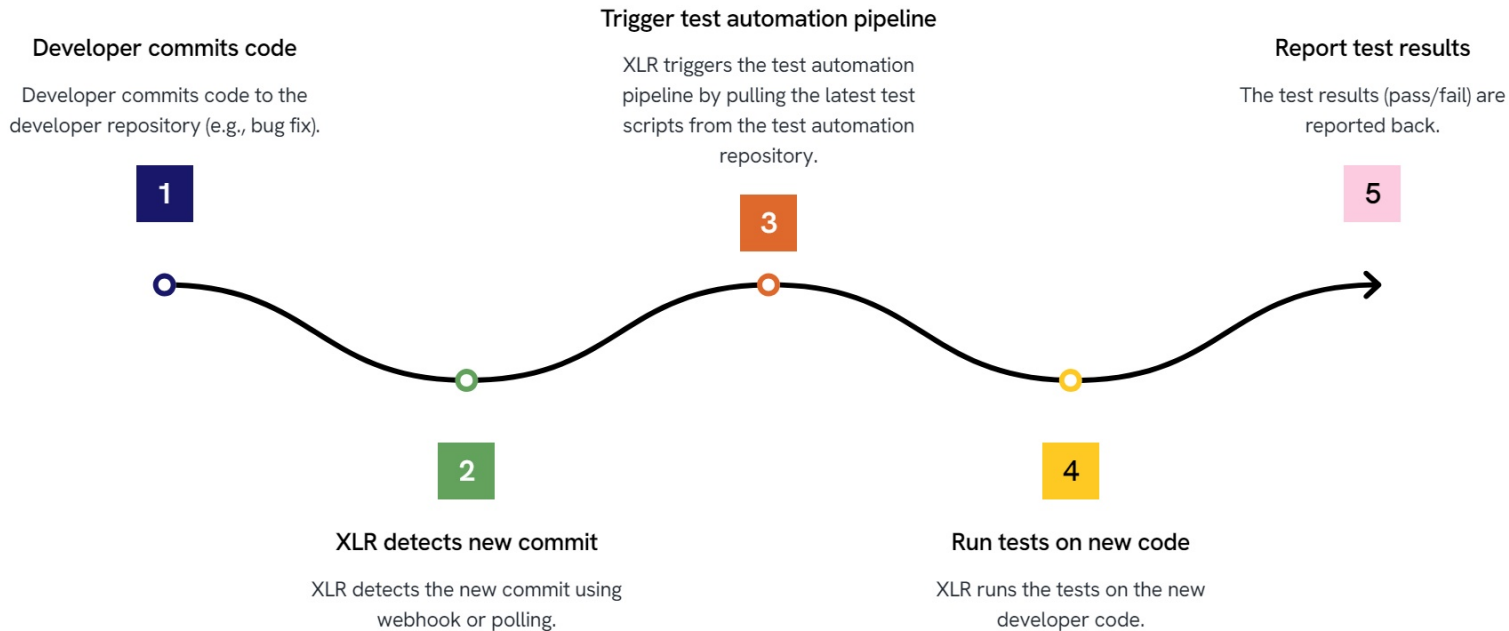 Developer commits code
Developer commits code to the
developer repository (e.g., bug fix).
1
XLR detects new commit
XLR detects the new commit using
webhook or polling.
2
Trigger test automation pipeline
XLR triggers the test automation
pipeline by pulling the latest test
scripts from the test automation
repository.
3
Run tests on new code
XLR runs the tests on the new
developer code.
4
Report test results
The test results (pass/fail) are
reported back.
5